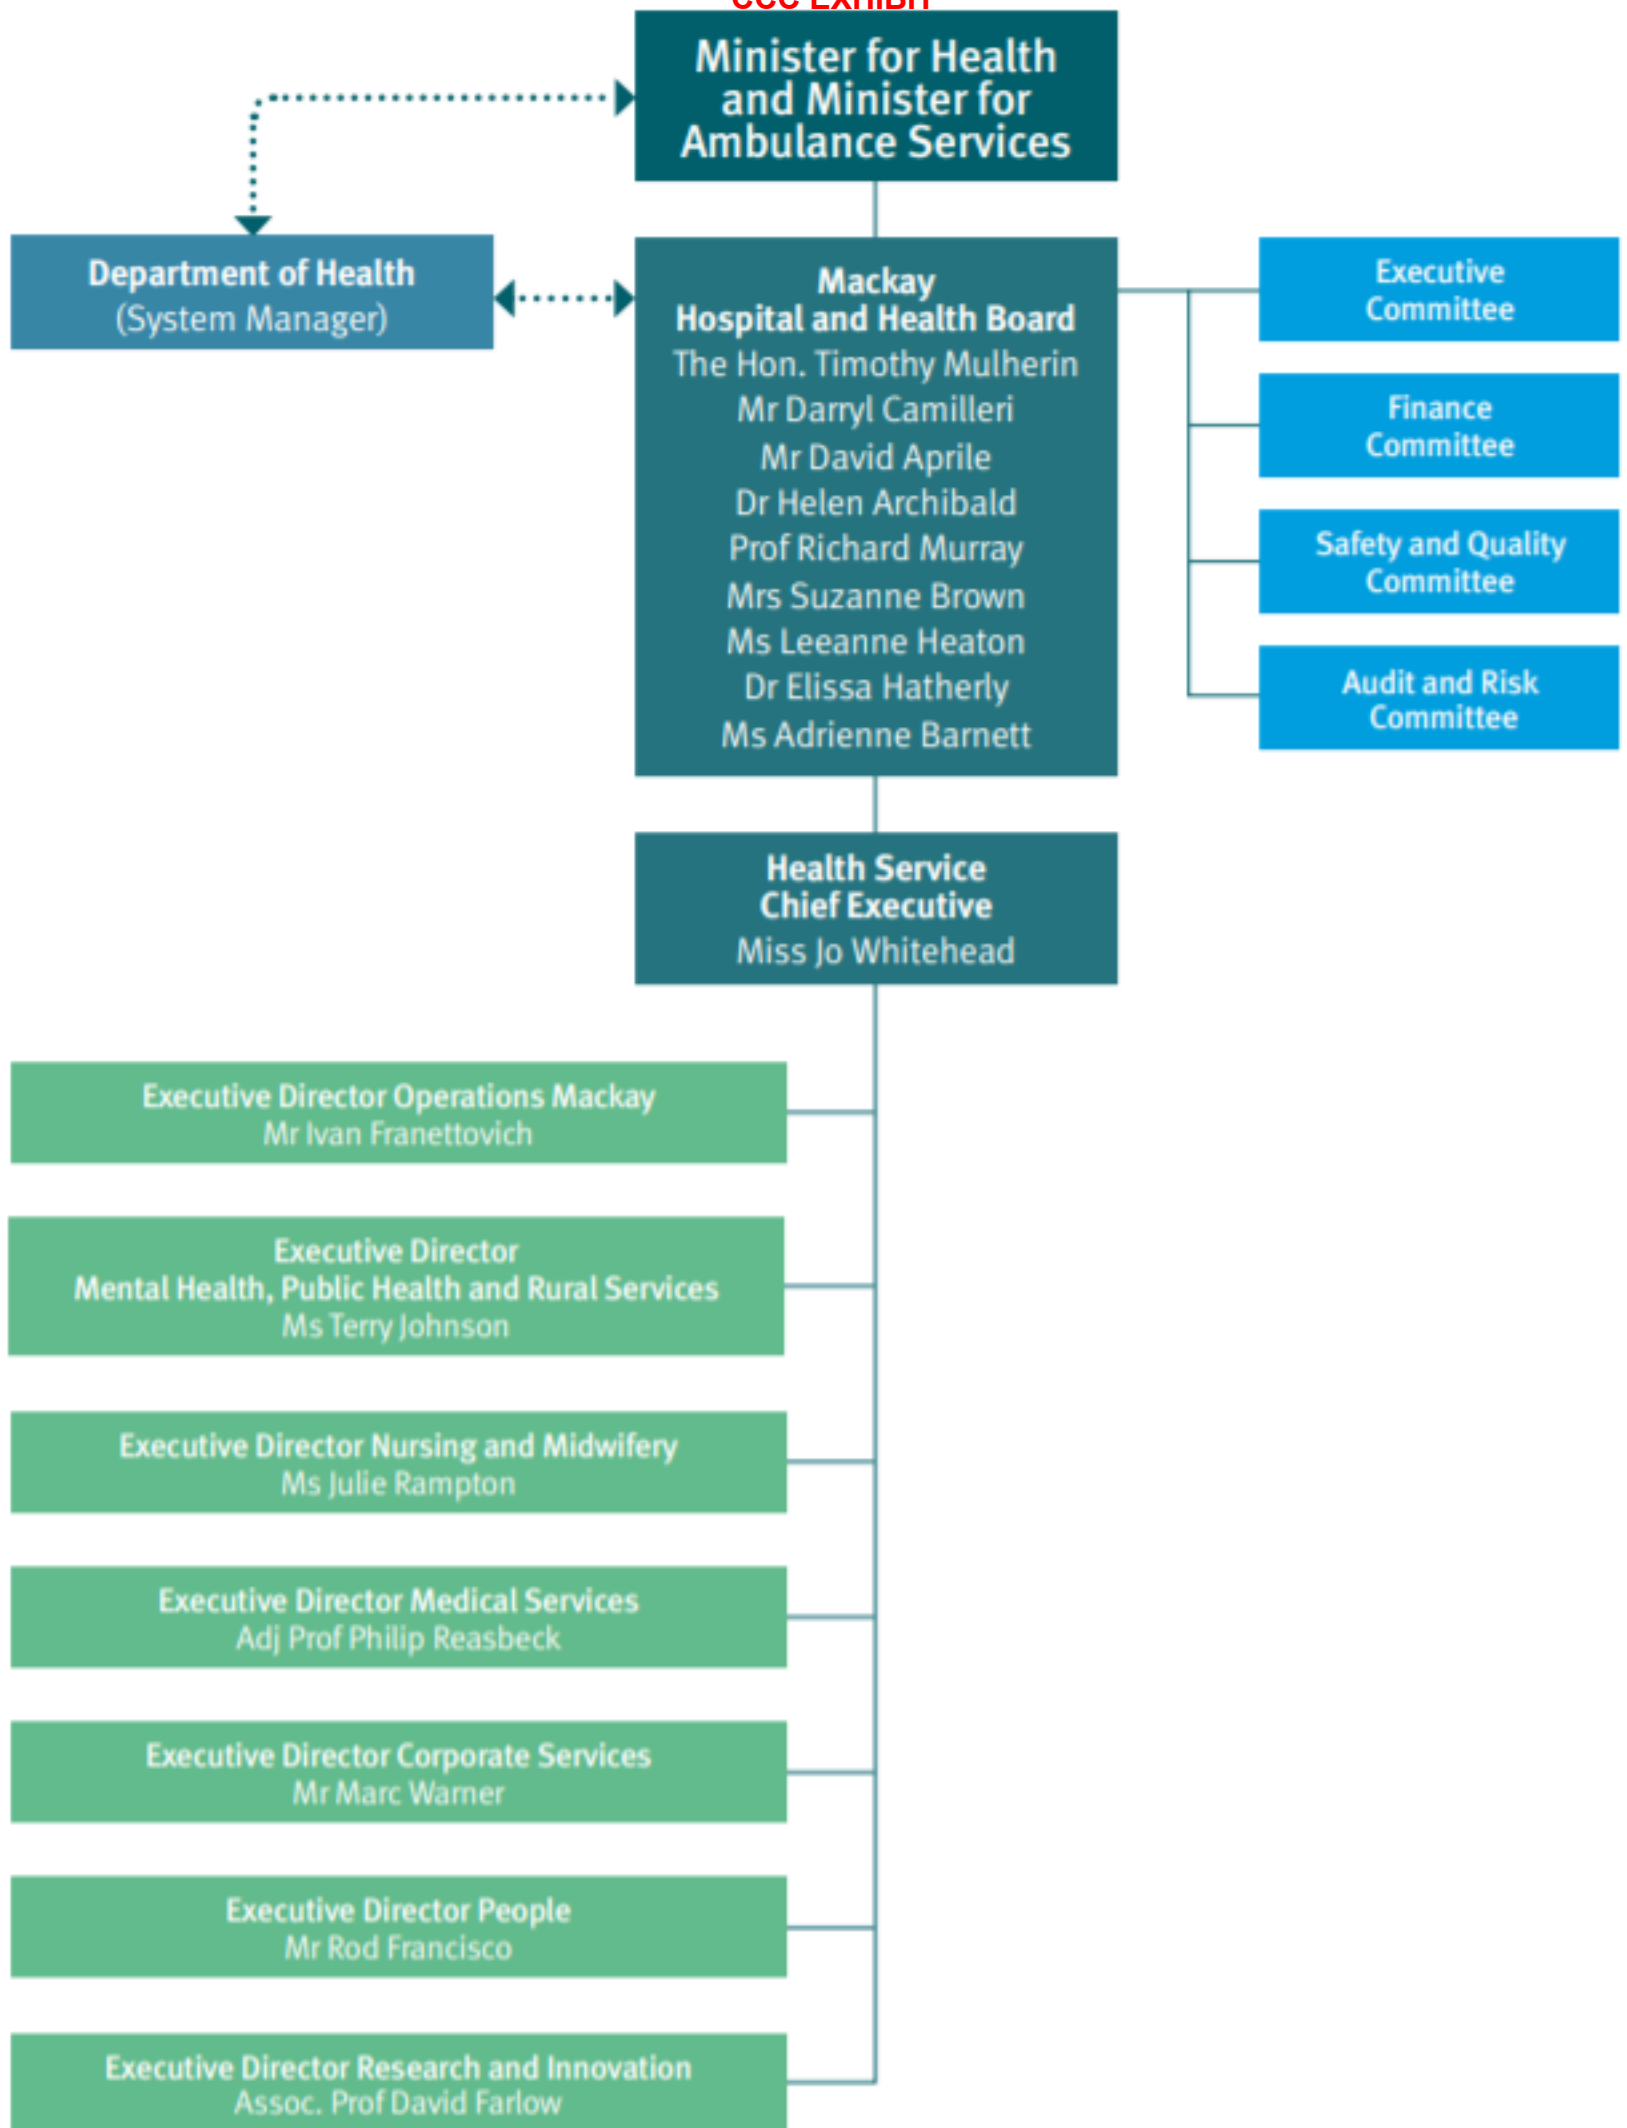 CCC EXHIBIT
Minister for Health
and Minister for
Ambulance Services
Department of Health
(System Manager)
Mackay
Hospital and Health Board
The Hon. Timothy Mulherin
Mr Darryl Camilleri
Mr David Aprile
Dr Helen Archibald
Prof Richard Murray
Mrs Suzanne Brown
Ms Leeanne Heaton
Dr Elissa Hatherly
Ms Adrienne Barnett
Executive
Committee
Finance
Committee
Safety and Quality
Committee
Audit and Risk
Committee
Health Service
Chief Executive
Miss Jo Whitehead
Executive Director Operations Mackay
Mr Ivan Franettovich
Executive Director
Mental Health, Public Health and Rural Services
Ms Terry Johnson
Executive Director Nursing and Midwifery
Ms Julie Rampton
Executive Director Medical Services
Adj Prof Philip Reasbeck
Executive Director Corporate Services
Mr Marc Warner
Executive Director People
Mr Rod Francisco
Executive Director Research and Innovation
Assoc. Prof David Farlow